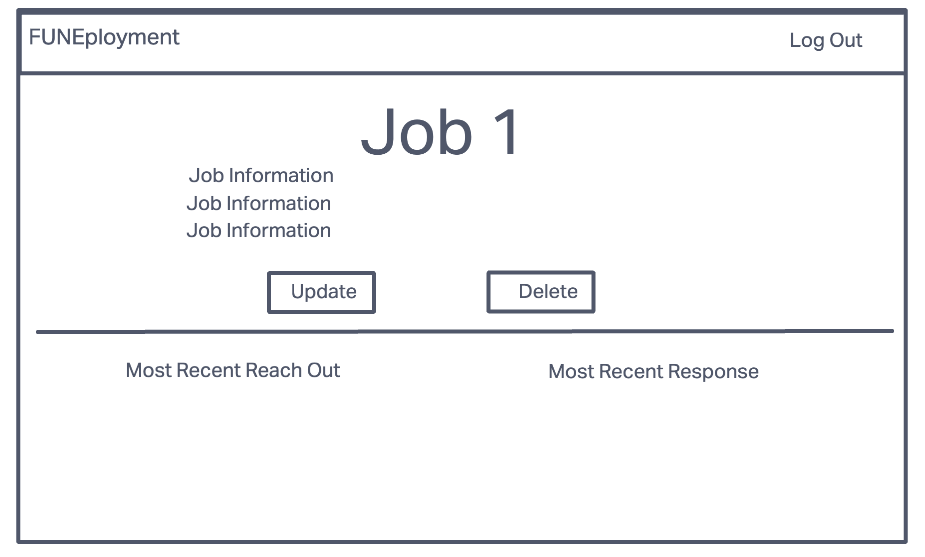 FUNEployment
Log Out
Job 1
Job Information
Job Information
Job Information
Update
Delete
Most Recent Reach Out
Most Recent Response